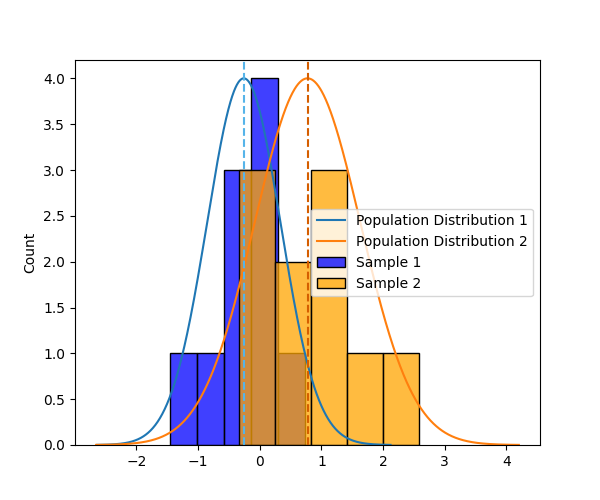 4.0
3.5
3.0
2.5
2.0
1.5
1.0
0.5
0.0
Count
Population Distribution 1
Population Distribution 2
Sample 1
Sample 2
−2 −1 0 1 2 3 4